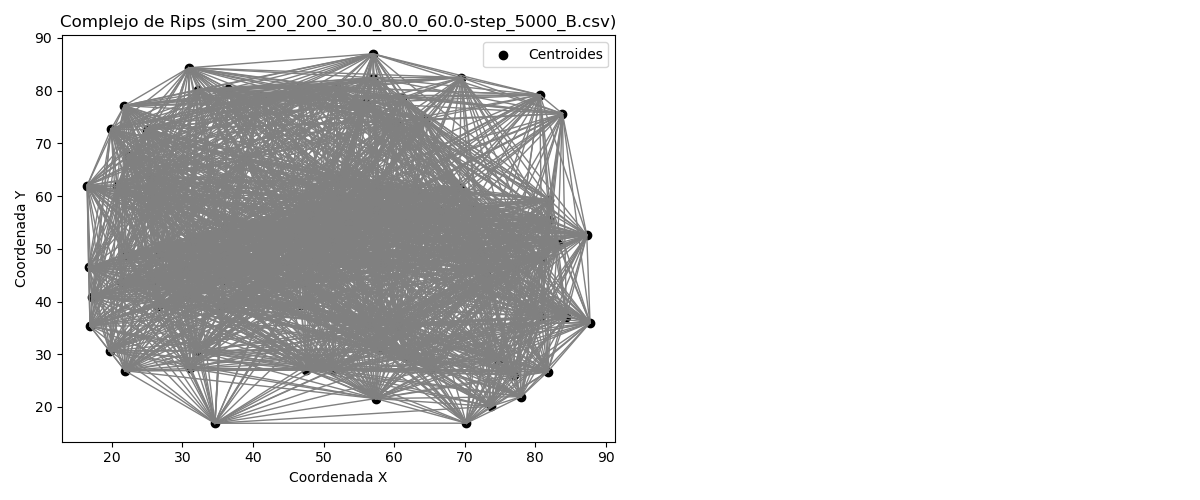 Complejo de Rips (sim_200_200_30.0_80.0_60.0-step_5000_B.csv)
Centroides
90
80
70
60
50
40
30
20
Coordenada Y
20 30 40 50 60 70 80 90
Coordenada X